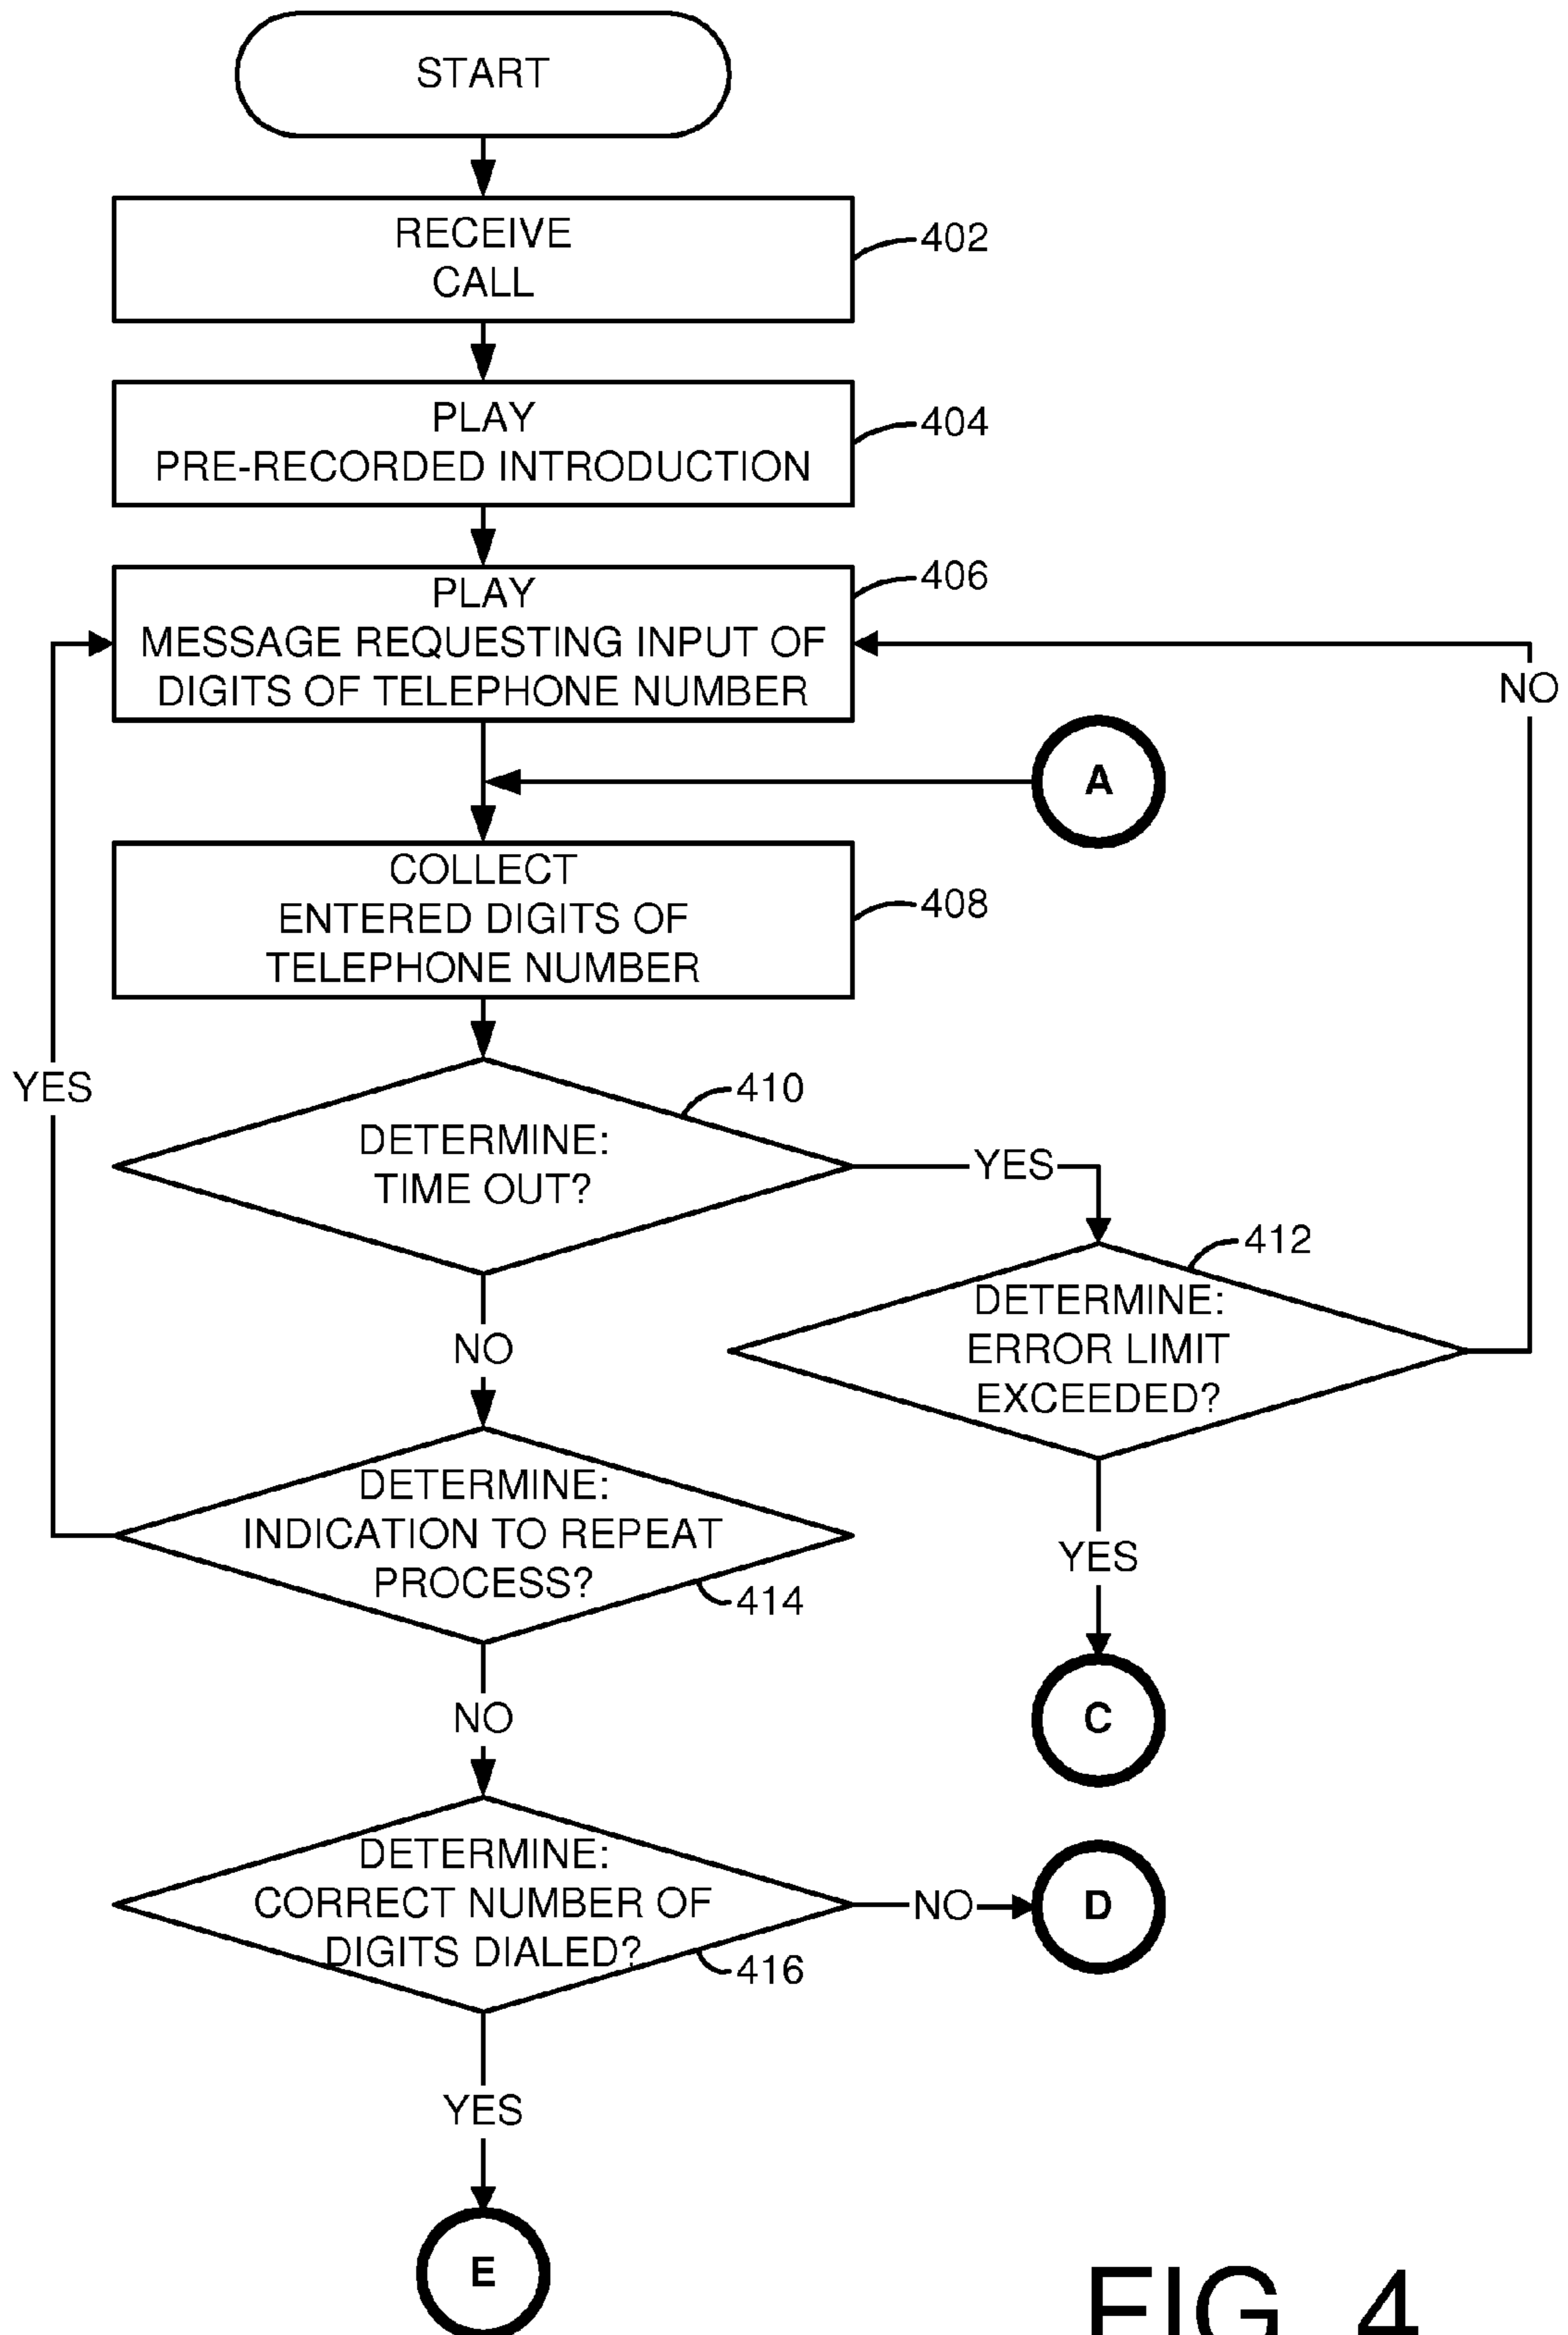 START
RECEIVE
CALL
402
PLAY
PRE-RECORDED INTRODUCTION
404
PLAY
MESSAGE REQUESTING INPUT OF
DIGITS OF TELEPHONE NUMBER
406
NO
A
COLLECT
ENTERED DIGITS OF
TELEPHONE NUMBER
408
YES
DETERMINE:
TIME OUT?
410
YES
NO
DETERMINE:
ERROR LIMIT
EXCEEDED?
412
YES
C
DETERMINE:
INDICATION TO REPEAT
PROCESS?
414
NO
DETERMINE:
CORRECT NUMBER OF
DIGITS DIALED?
416
NO
D
YES
E
FIG. 4